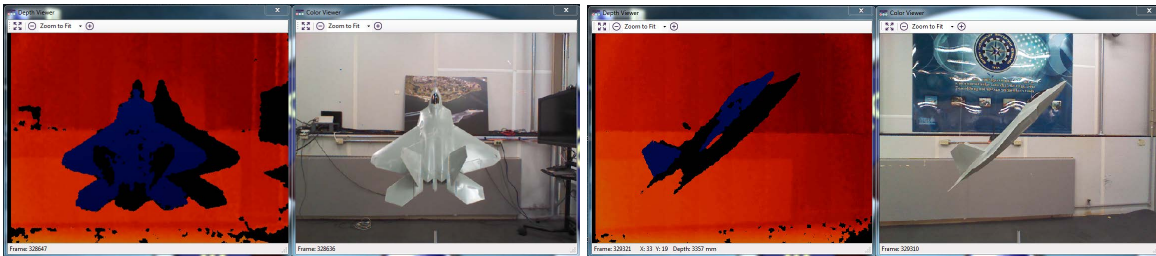 Depth Viewer
X
Color Viewer
X
Zoom to Fit
Zoom to Fit
Frame: 328647
Frame: 328636
Depth Viewer
X
Color Viewer
X
Zoom to Fit
Zoom to Fit
Frame: 329321 X: 33 Y: 19 Depth: 3357 mm
Frame: 329310